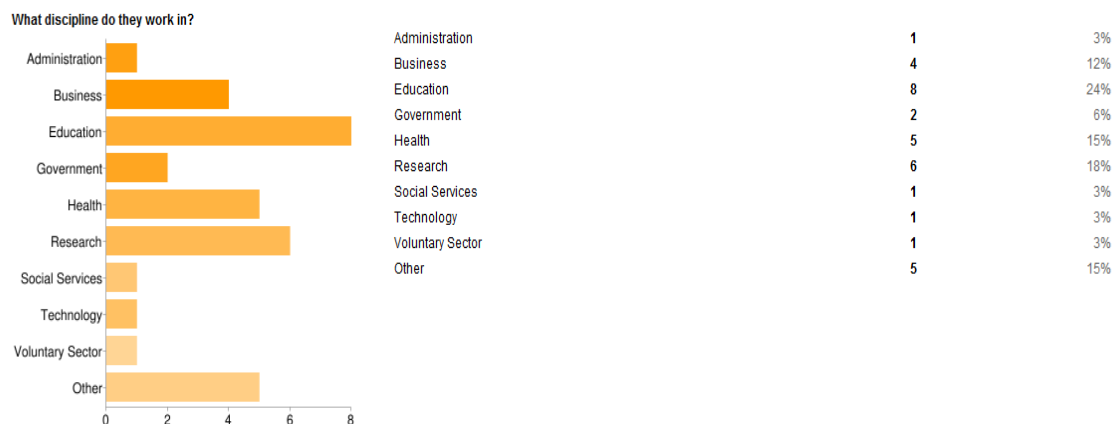 What discipline do they work in?
Administration
Business
Education
Government
Health
Research
Social Services
Technology
Voluntary Sector
Other
0 2 4 6 8
Administration 1 3%
Business 4 12%
Education 8 24%
Government 2 6%
Health 5 15%
Research 6 18%
Social Services 1 3%
Technology 1 3%
Voluntary Sector 1 3%
Other 5 15%